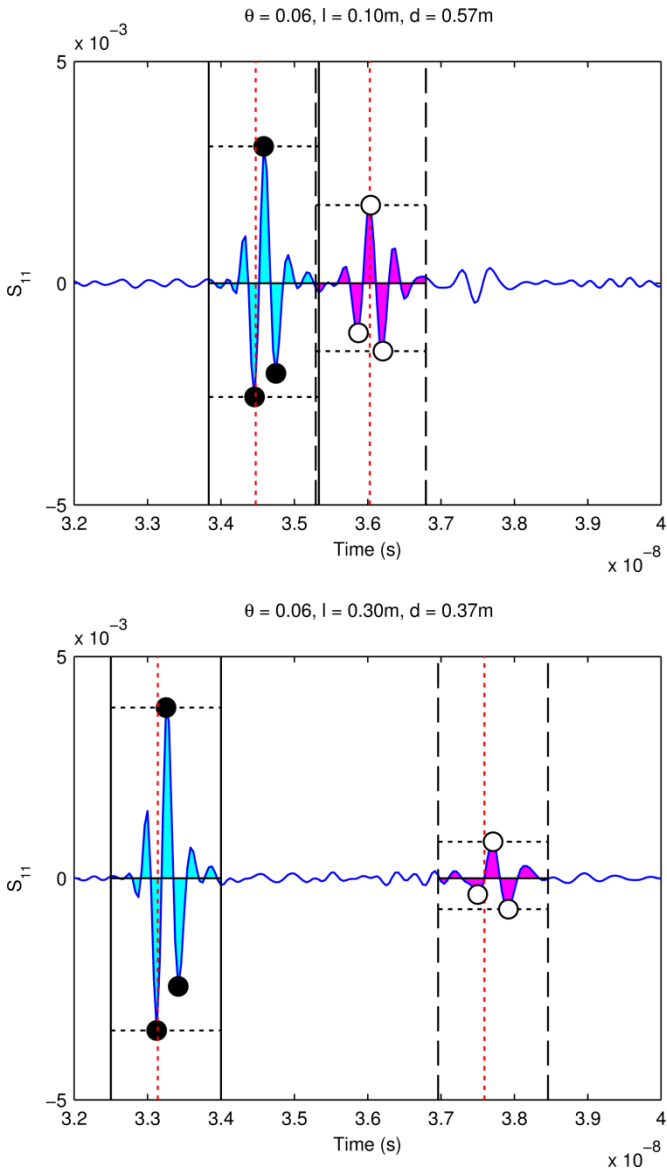 θ = 0.06, l = 0.10m, d = 0.57m
x 10⁻³
5
0
−5
S₁₁
3.2 3.3 3.4 3.5 3.6 3.7 3.8 3.9 4
Time (s)
x 10⁻⁸
θ = 0.06, l = 0.30m, d = 0.37m
x 10⁻³
5
0
−5
S₁₁
3.2 3.3 3.4 3.5 3.6 3.7 3.8 3.9 4
Time (s)
x 10⁻⁸